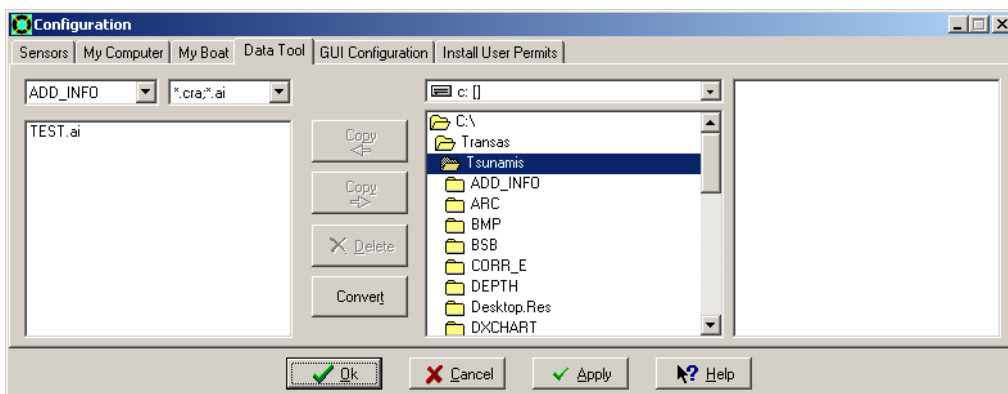 Configuration
Sensors My Computer My Boat Data Tool GUI Configuration Install User Permits
ADD_INFO *.cra;*.ai c: []
TEST.ai
Copy
Copy
Delete
Convert
C:\
Transas
Tsunamis
ADD_INFO
ARC
BMP
BSB
CORR_E
DEPTH
Desktop.Res
DXCHART
Ok Cancel Apply Help